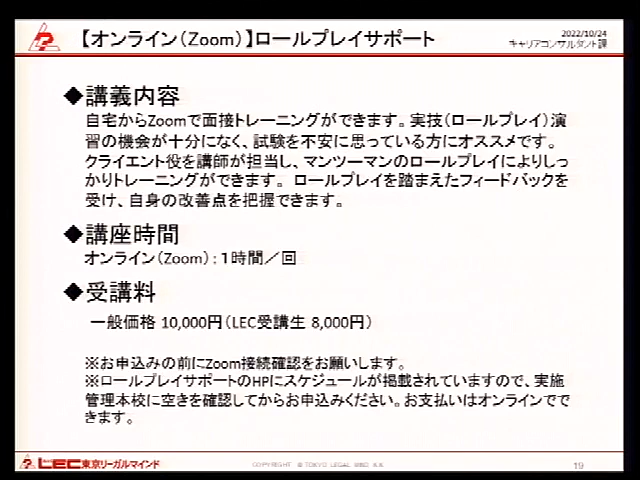 【オンライン（Zoom）】ロールプレイサポート
2022/10/24
キャリアコンサルタント課
◆講義内容
自宅からZoomで面接トレーニングができます。実技（ロールプレイ）演
習の機会が十分になく、試験を不安に思っている方にオススメです。
クライエント役を講師が担当し、マンツーマンのロールプレイによりしっ
かりトレーニングができます。 ロールプレイを踏まえたフィードバックを
受け、自身の改善点を把握できます。
◆講座時間
オンライン（Zoom）：１時間／回
◆受講料
一般価格 10,000円（LEC受講生 8,000円）
※お申込みの前にZoom接続確認をお願いします。
※ロールプレイサポートのHPにスケジュールが掲載されていますので、実施
管理本校に空きを確認してからお申込みください。お支払いはオンラインでで
きます。
LEC東京リーガルマインド
COPYRIGHT © TOKYO LEGAL MIND K.K.
19